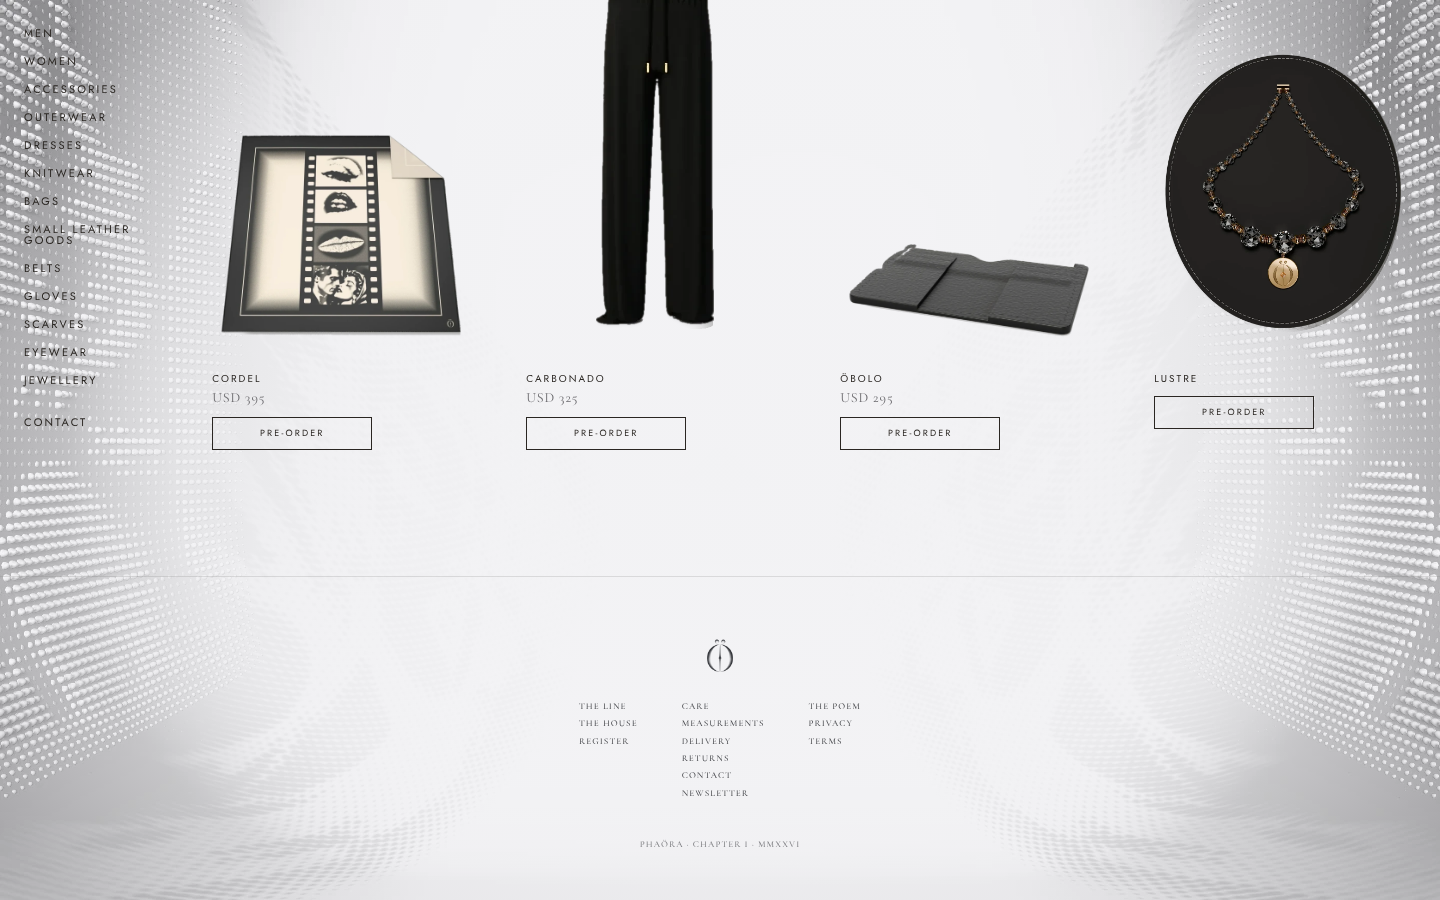 MEN
WOMEN
ACCESSORIES
OUTERWEAR
DRESSES
KNITWEAR
BAGS
SMALL LEATHER
GOODS
BELTS
GLOVES
SCARVES
EYEWEAR
JEWELLERY
CONTACT
CORDEL
USD 395
PRE-ORDER
CARBONADO
USD 325
PRE-ORDER
ÖBOLO
USD 295
PRE-ORDER
LUSTRE
PRE-ORDER
THE LINE
THE HOUSE
REGISTER
CARE
MEASUREMENTS
DELIVERY
RETURNS
CONTACT
NEWSLETTER
THE POEM
PRIVACY
TERMS
PHAÖRA · CHAPTER I · MMXXVI